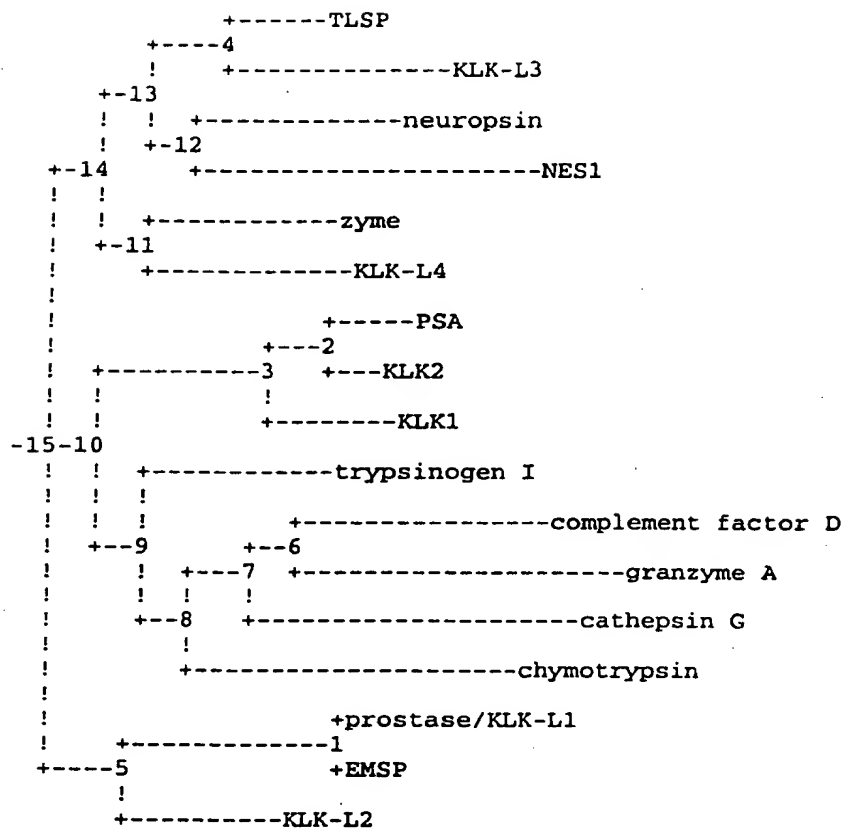 +------TLSP
+----4
! +---------------KLK-L3
+-13
! ! +-------------neuropsin
! +-12
+-14 +---------------------NES1
! !
! ! +------------zyme
! +-11
! +-------------KLK-L4
!
! +-----PSA
! +---2
! +----------3 +---KLK2
! ! !
! ! +--------KLK1
-15-10
! ! +------------trypsinogen I
! ! !
! ! ! +----------------complement factor D
! +--9 +--6
! ! +---7 +--------------------granzyme A
! ! ! !
! +--8 +--------------------cathepsin G
! !
! +--------------------chymotrypsin
!
! +prostase/KLK-L1
! +-------------1
+-----5 +EMSP
!
+----------KLK-L2